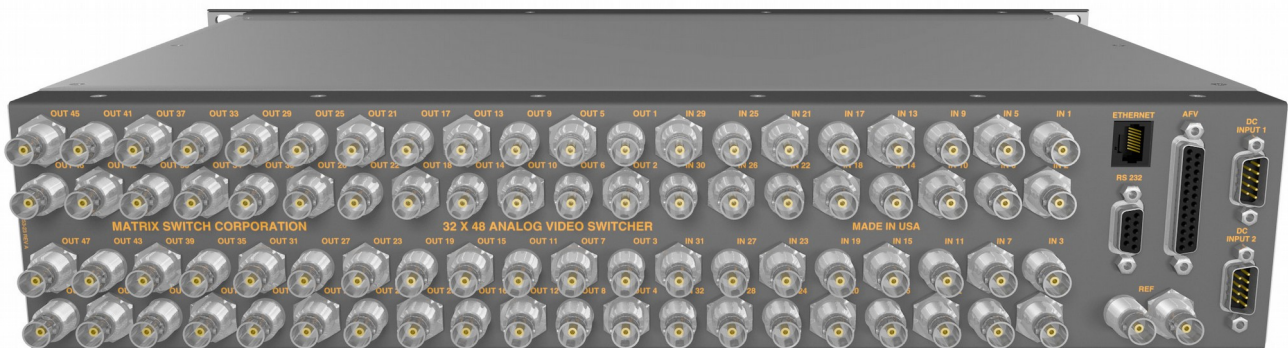 OUT 45 OUT 41 OUT 37 OUT 33 OUT 29 OUT 25 OUT 21 OUT 17 OUT 13 OUT 9 OUT 5 OUT 1 IN 29 IN 25 IN 21 IN 17 IN 13 IN 9 IN 5 IN 1 ETHERNET AFV
DC
INPUT 1
OUT 22 OUT 18 OUT 14 OUT 10 OUT 6 OUT 2 IN 30 IN 26 IN 22 IN 18 IN 14 IN 10
RS 232
MATRIX SWITCH CORPORATION 32 X 48 ANALOG VIDEO SWITCHER MADE IN USA
DC
INPUT 2
OUT 47 OUT 43 OUT 39 OUT 35 OUT 31 OUT 27 OUT 23 OUT 19 OUT 15 OUT 11 OUT 7 OUT 3 IN 31 IN 27 IN 23 IN 19 IN 15 IN 11 IN 7 IN 3
OUT 12 OUT 8 OUT 4 REF